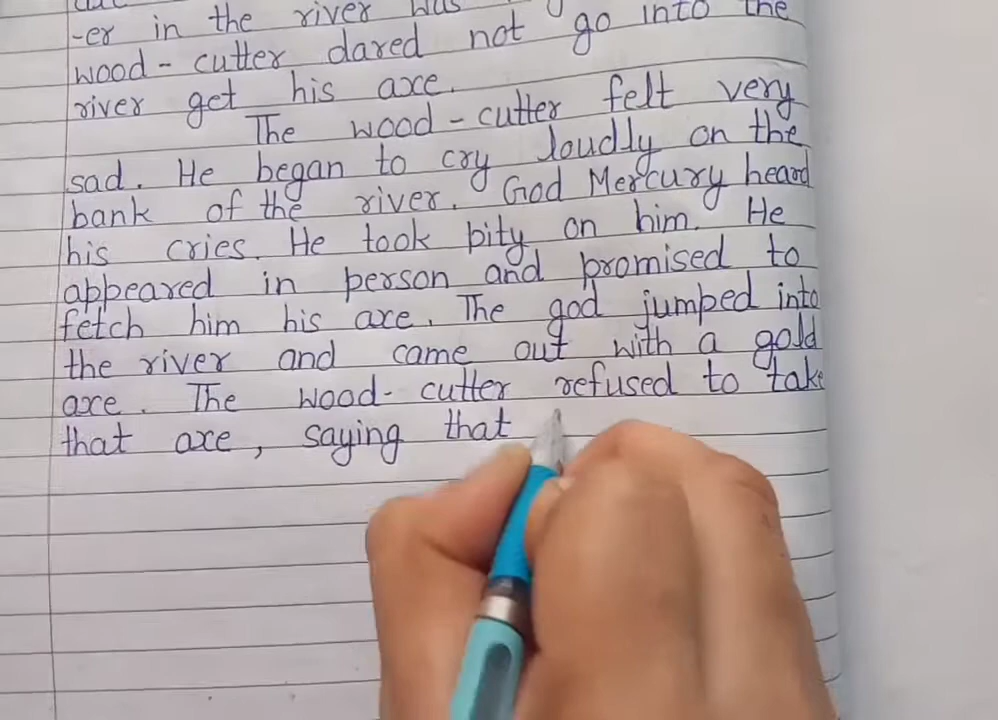 -er in the river was
wood-cutter dared not go into the
river get his axe.
The wood-cutter felt very
sad. He began to cry loudly on the
bank of the river. God Mercury heard
his cries. He took pity on him. He
appeared in person and promised to
fetch him his axe. The god jumped into
the river and came out with a gold
axe. The wood-cutter refused to take
that axe, saying that